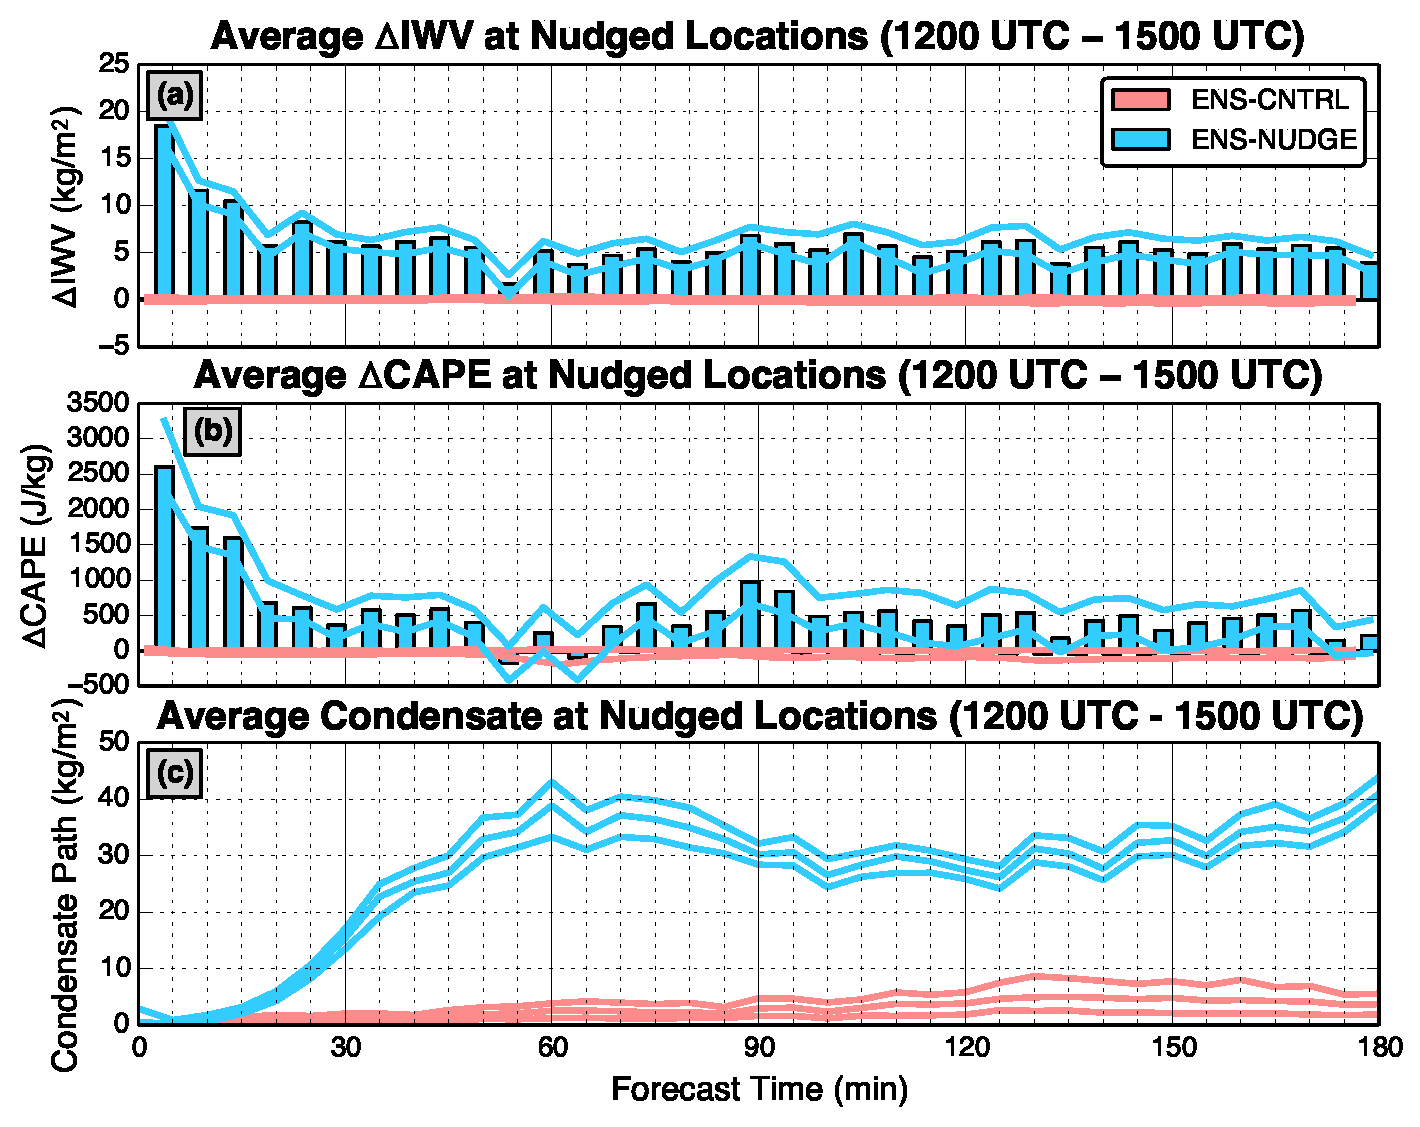 Average ΔIWV at Nudged Locations (1200 UTC – 1500 UTC)
(a)
ENS-CNTRL
ENS-NUDGE
ΔIWV (kg/m²)
25
20
15
10
5
0
−5
Average ΔCAPE at Nudged Locations (1200 UTC – 1500 UTC)
(b)
ΔCAPE (J/kg)
3500
3000
2500
2000
1500
1000
500
0
−500
Average Condensate at Nudged Locations (1200 UTC - 1500 UTC)
(c)
Condensate Path (kg/m²)
50
40
30
20
10
0
0 30 60 90 120 150 180
Forecast Time (min)